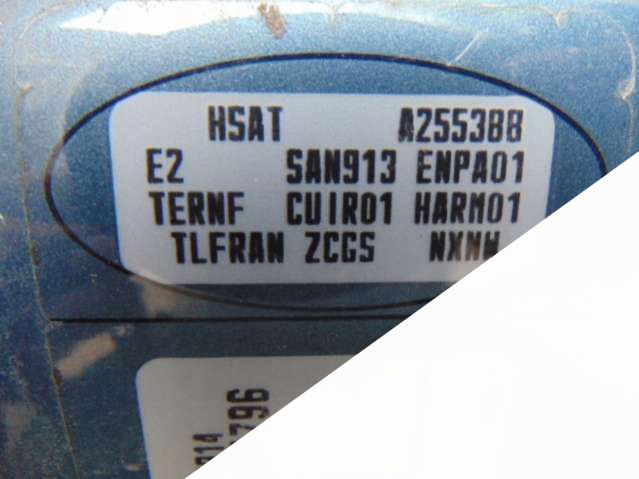 HSAT A255388
E2 SAN913 ENPA01
TERNF CUIR01 HARM01
TLFRAN ZCGS NXNW